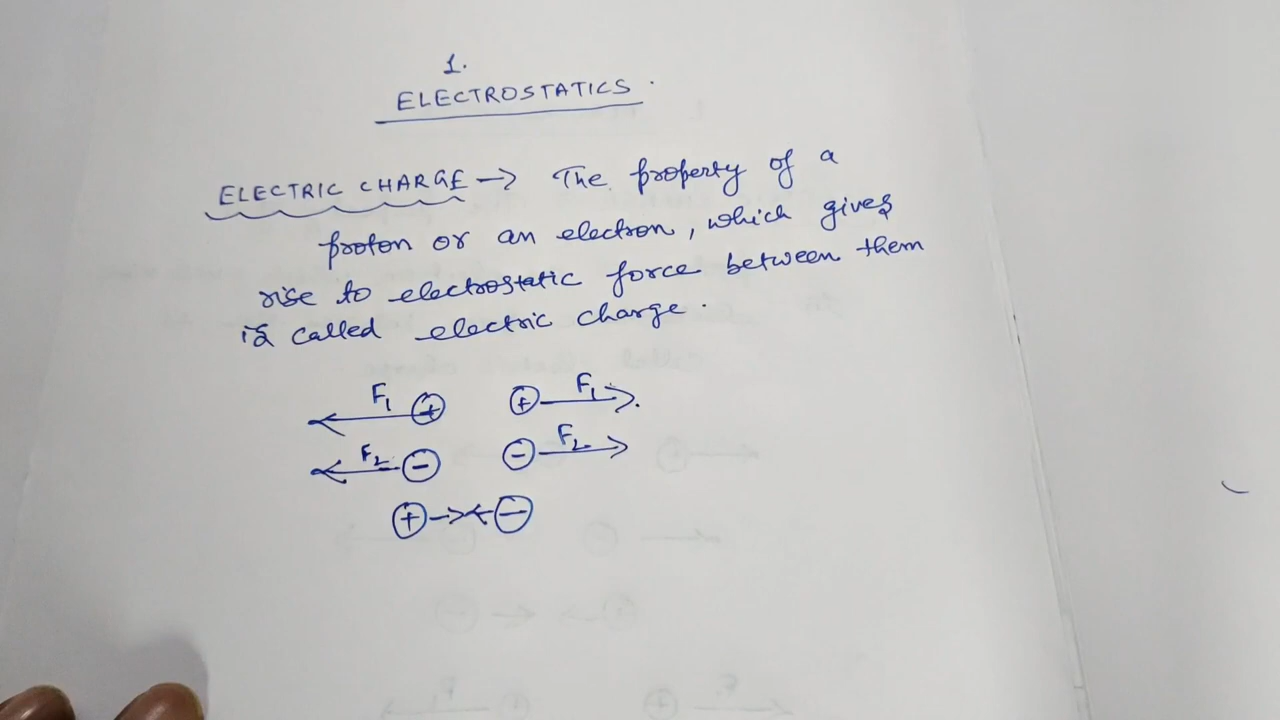 1.
ELECTROSTATICS.
ELECTRIC CHARGE → The property of a
proton or an electron, which gives
rise to electrostatic force between them
is called electric charge.
← F₁ ⊕ ⊕ F₁ →
← F₂ ⊖ ⊖ F₂ →
⊕ → ← ⊖